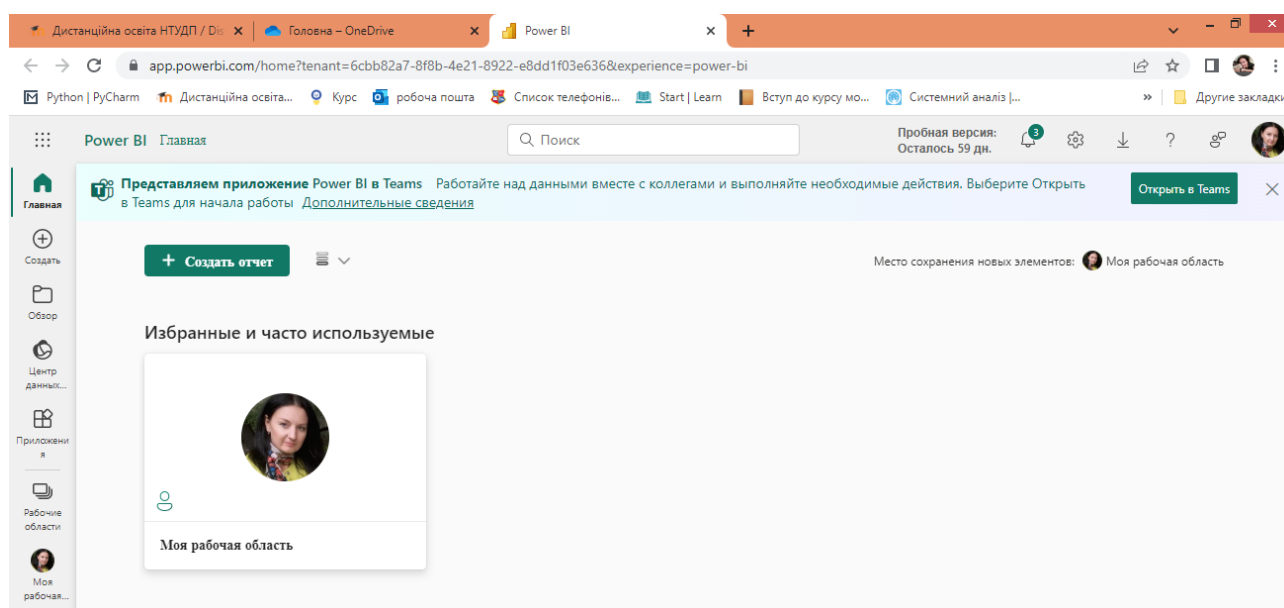 Дистанційна освіта НТУДП / Dis
Головна – OneDrive
Power BI
app.powerbi.com/home?tenant=6cbb82a7-8f8b-4e21-8922-e8dd1f03e636&experience=power-bi
Python | PyCharm
Дистанційна освіта...
Курс
робоча пошта
Список телефонів...
Start | Learn
Вступ до курсу мо...
Системний аналіз |...
»
Другие закладки
Power BI Главная
Поиск
Пробная версия:
Осталось 59 дн.
3
Представляем приложение Power BI в Teams Работайте над данными вместе с коллегами и выполняйте необходимые действия. Выберите Открыть
в Teams для начала работы Дополнительные сведения
Открыть в Teams
Главная
Создать
Обзор
Центр
данных...
Приложени
я
Рабочие
области
Моя
рабочая...
+ Создать отчет
Место сохранения новых элементов: Моя рабочая область
Избранные и часто используемые
Моя рабочая область